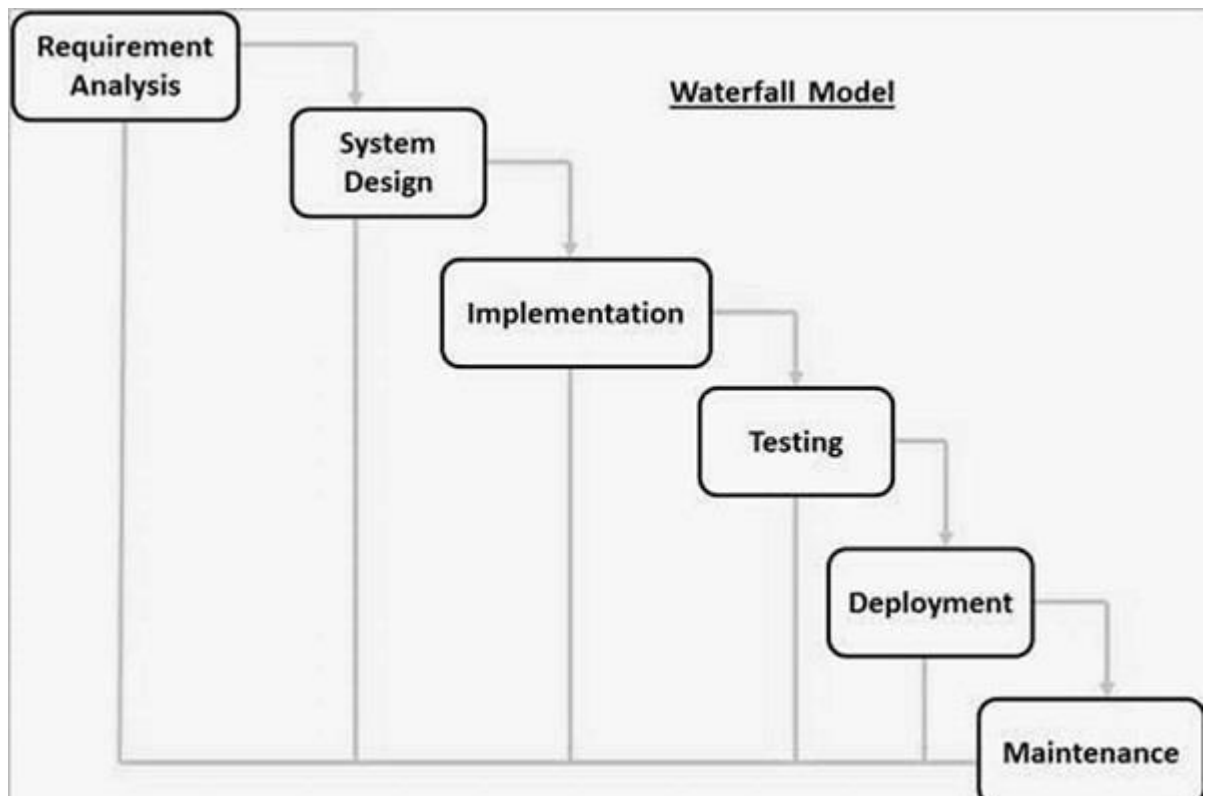 Requirement
Analysis
Waterfall Model
System
Design
Implementation
Testing
Deployment
Maintenance